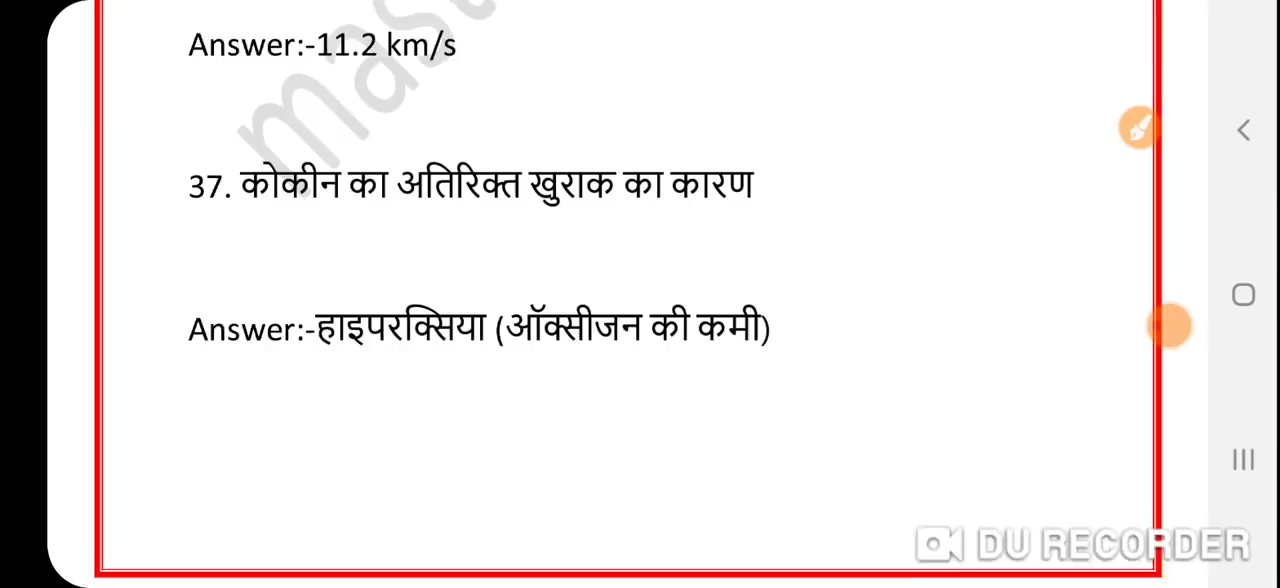 Answer:-11.2 km/s
37. कोकीन का अतिरिक्त खुराक का कारण
Answer:-हाइपरक्सिया (ऑक्सीजन की कमी)
DU RECORDER